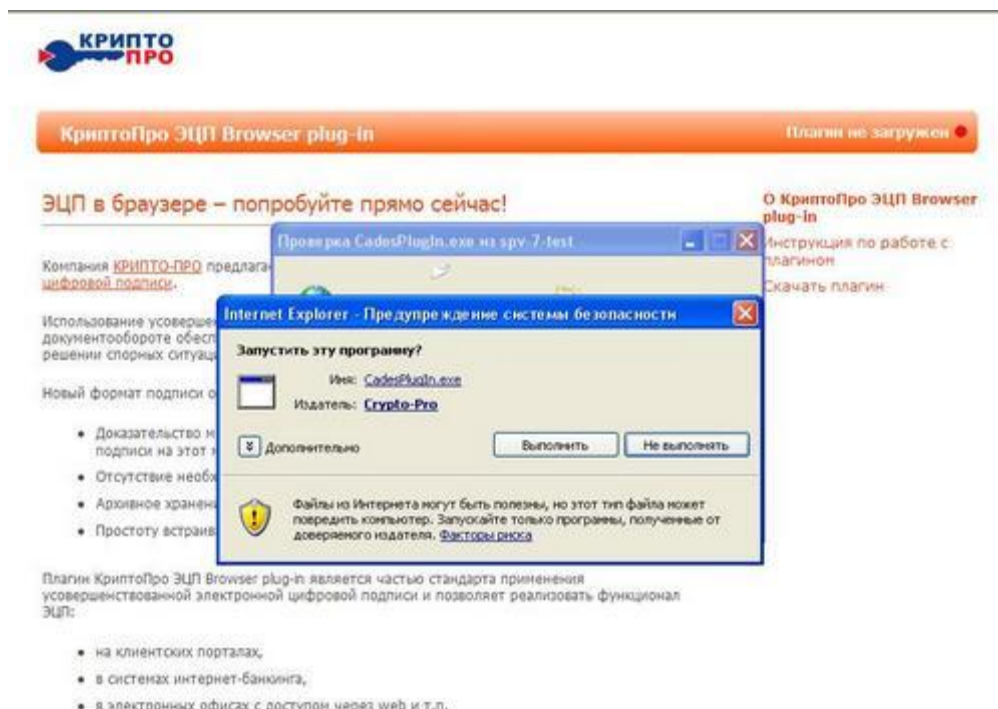 КРИПТО
ПРО
КриптоПро ЭЦП Browser plug-in
Плагин не загружен
ЭЦП в браузере – попробуйте прямо сейчас!
О КриптоПро ЭЦП Browser
plug-in
Инструкция по работе с
плагином
Скачать плагин
Проверка CadesPlugIn.exe из spv-7-test
Компания КРИПТО-ПРО предлага
цифровой подписи.
Использование усоверше
документообороте обесп
решении спорных ситуац
Новый формат подписи о
Доказательство м
подписи на этот
Отсутствие необх
Архивное хранен
Простоту встраив
Internet Explorer - Предупреждение системы безопасности
Запустить эту программу?
Имя: CadesPlugIn.exe
Издатель: Crypto-Pro
Дополнительно
Выполнить
Не выполнять
Файлы из Интернета могут быть полезны, но этот тип файла может
повредить компьютер. Запускайте только программы, полученные от
доверяемого издателя. Факторы риска
Плагин КриптоПро ЭЦП Browser plug-in является частью стандарта применения
усовершенствованной электронной цифровой подписи и позволяет реализовать функционал
ЭЦП:
на клиентских порталах,
в системах интернет-банкинга,
в электронных офисах с доступом через web и т.п.